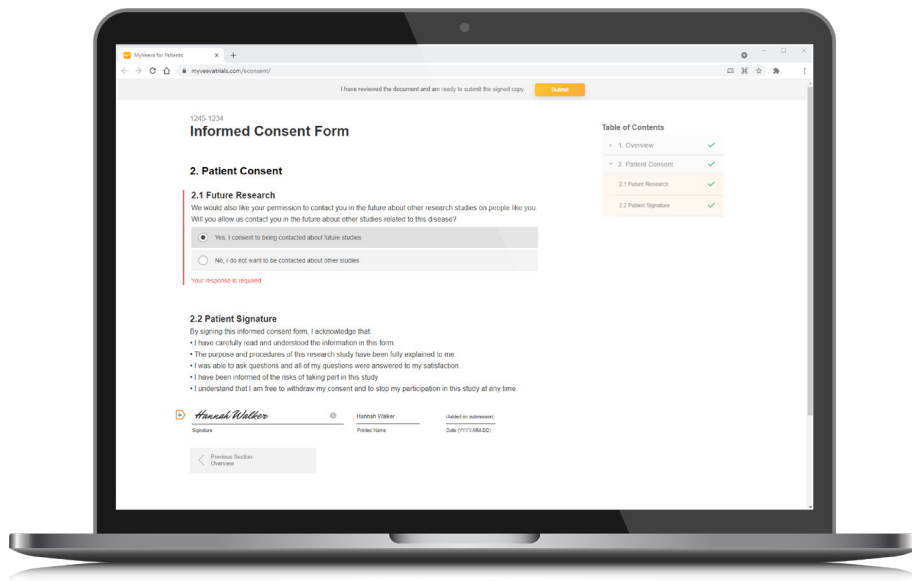 MyVeeva for Patients
myveevatrials.com/econsent/
I have reviewed the document and am ready to submit the signed copy.
Submit
1245-1234
Informed Consent Form
2. Patient Consent
2.1 Future Research
We would also like your permission to contact you in the future about other research studies on people like you.
Will you allow us contact you in the future about other studies related to this disease?
Yes, I consent to being contacted about future studies
No, I do not want to be contacted about other studies
Your response is required
2.2 Patient Signature
By signing this informed consent form, I acknowledge that:
• I have carefully read and understood the information in this form.
• The purpose and procedures of this research study have been fully explained to me.
• I was able to ask questions and all of my questions were answered to my satisfaction.
• I have been informed of the risks of taking part in this study
• I understand that I am free to withdraw my consent and to stop my participation in this study at any time.
Hannah Walker
Hannah Walker
(Added on submission)
Signature
Printed Name
Date (YYYY-MM-DD)
Previous Section:
Overview
Table of Contents
1. Overview
2. Patient Consent
2.1 Future Research
2.2 Patient Signature